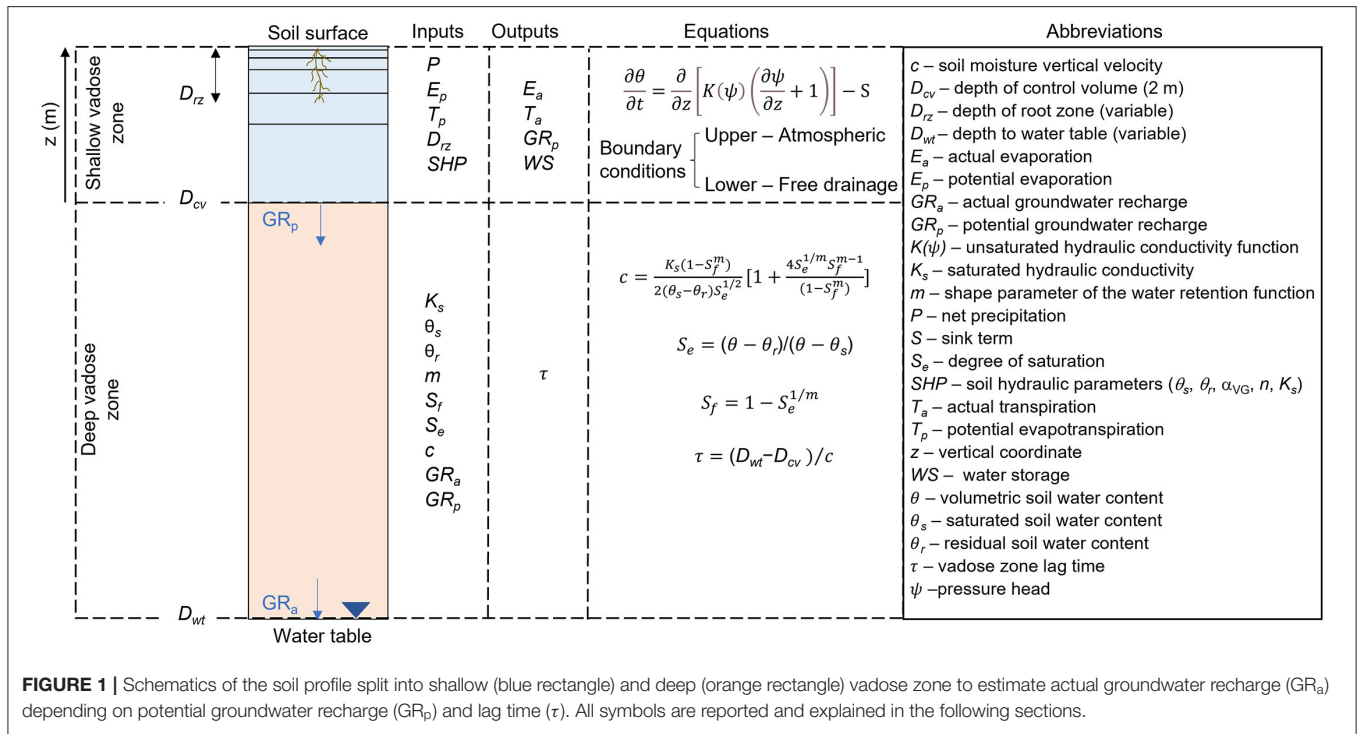 Soil surface
Inputs
Outputs
Equations
Abbreviations
z (m)
Shallow vadose
zone
D_rz
D_cv
P
E_p
T_p
D_rz
SHP
E_a
T_a
GR_p
WS
∂θ/∂t = ∂/∂z [K(ψ) (∂ψ/∂z + 1)] − S
Boundary
conditions
Upper – Atmospheric
Lower – Free drainage
Deep vadose
zone
GR_p
GR_a
D_wt
Water table
K_s
θ_s
θ_r
m
S_f
S_e
c
GR_a
GR_p
τ
c = K_s(1−S_f^m) / 2(θ_s−θ_r)S_e^1/2 [1 + 4S_e^1/m S_f^m−1 / (1−S_f^m)]
S_e = (θ − θ_r)/(θ − θ_s)
S_f = 1 − S_e^1/m
τ = (D_wt–D_cv)/c
c – soil moisture vertical velocity
D_cv – depth of control volume (2 m)
D_rz – depth of root zone (variable)
D_wt – depth to water table (variable)
E_a – actual evaporation
E_p – potential evaporation
GR_a – actual groundwater recharge
GR_p – potential groundwater recharge
K(ψ) – unsaturated hydraulic conductivity function
K_s – saturated hydraulic conductivity
m – shape parameter of the water retention function
P – net precipitation
S – sink term
S_e – degree of saturation
SHP – soil hydraulic parameters (θ_s, θ_r, α_VG, n, K_s)
T_a – actual transpiration
T_p – potential evapotranspiration
z – vertical coordinate
WS – water storage
θ – volumetric soil water content
θ_s – saturated soil water content
θ_r – residual soil water content
τ – vadose zone lag time
ψ –pressure head
FIGURE 1 | Schematics of the soil profile split into shallow (blue rectangle) and deep (orange rectangle) vadose zone to estimate actual groundwater recharge (GR_a)
depending on potential groundwater recharge (GR_p) and lag time (τ). All symbols are reported and explained in the following sections.